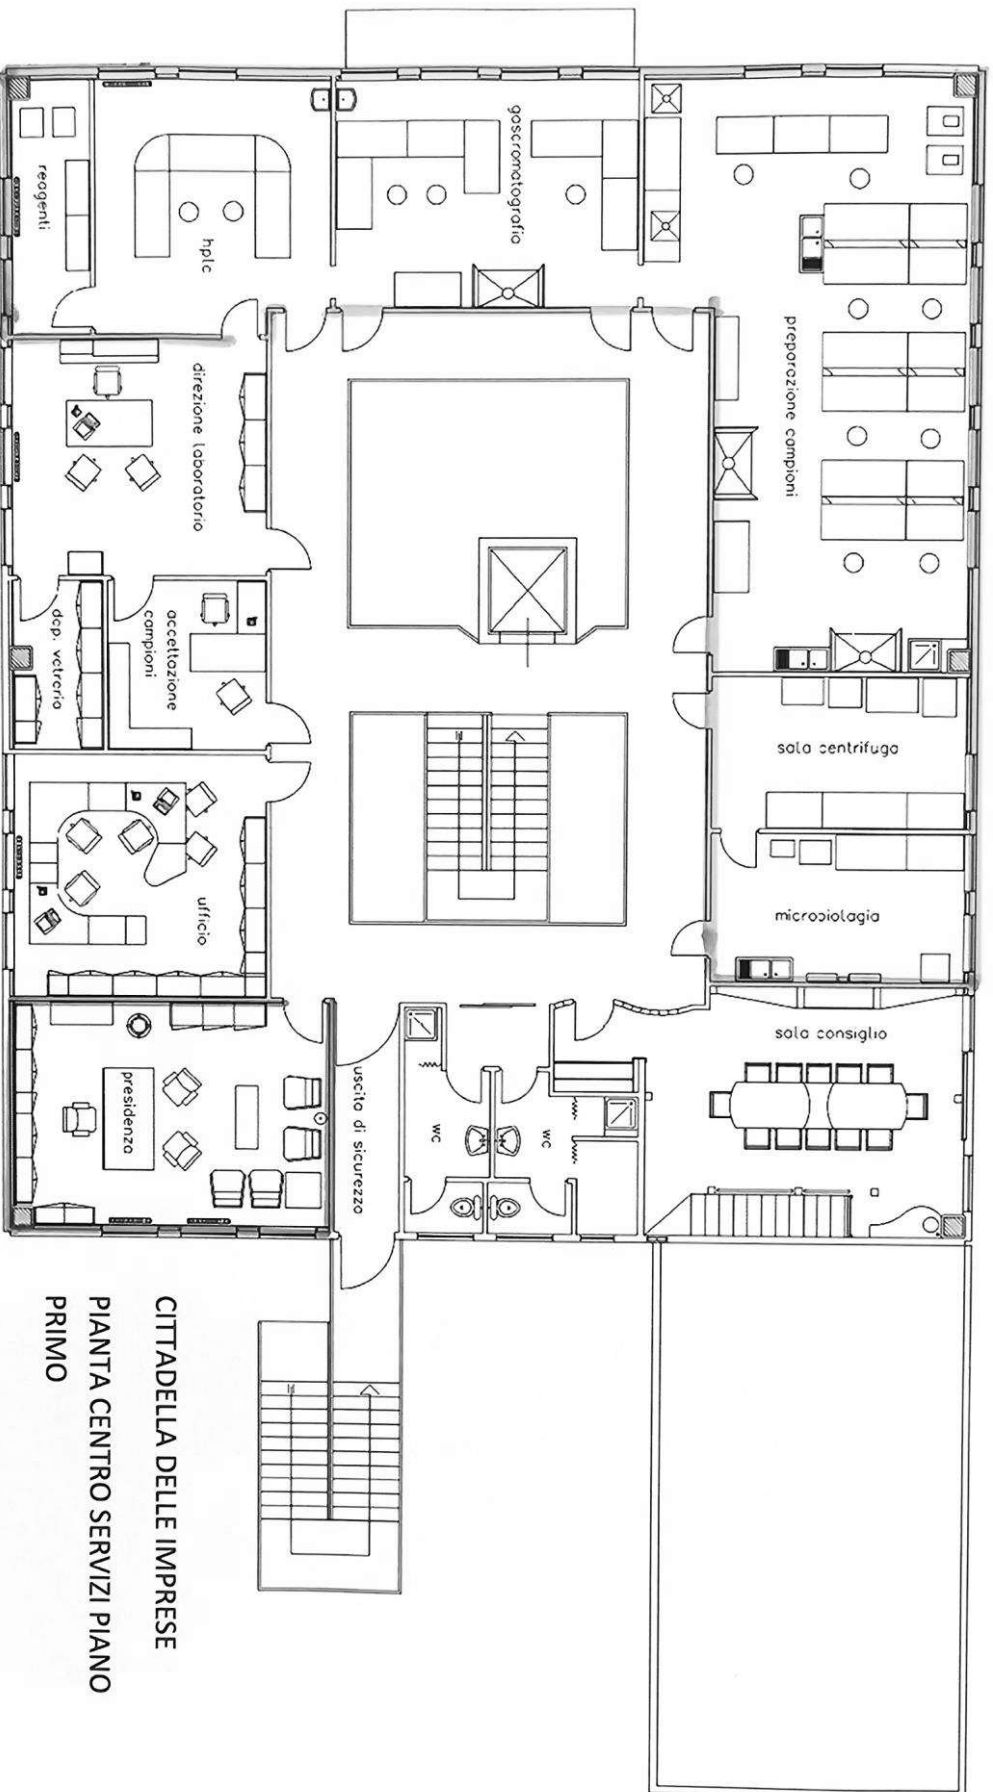 reagenti
hplc
gascromatografia
preparazione campioni
direzione laboratorio
accettazione
campioni
dep. vetreria
sala centrifuga
microbiologia
ufficio
presidenza
uscita di sicurezza
wc
wc
sala consiglio
CITTADELLA DELLE IMPRESE
PIANTA CENTRO SERVIZI PIANO
PRIMO